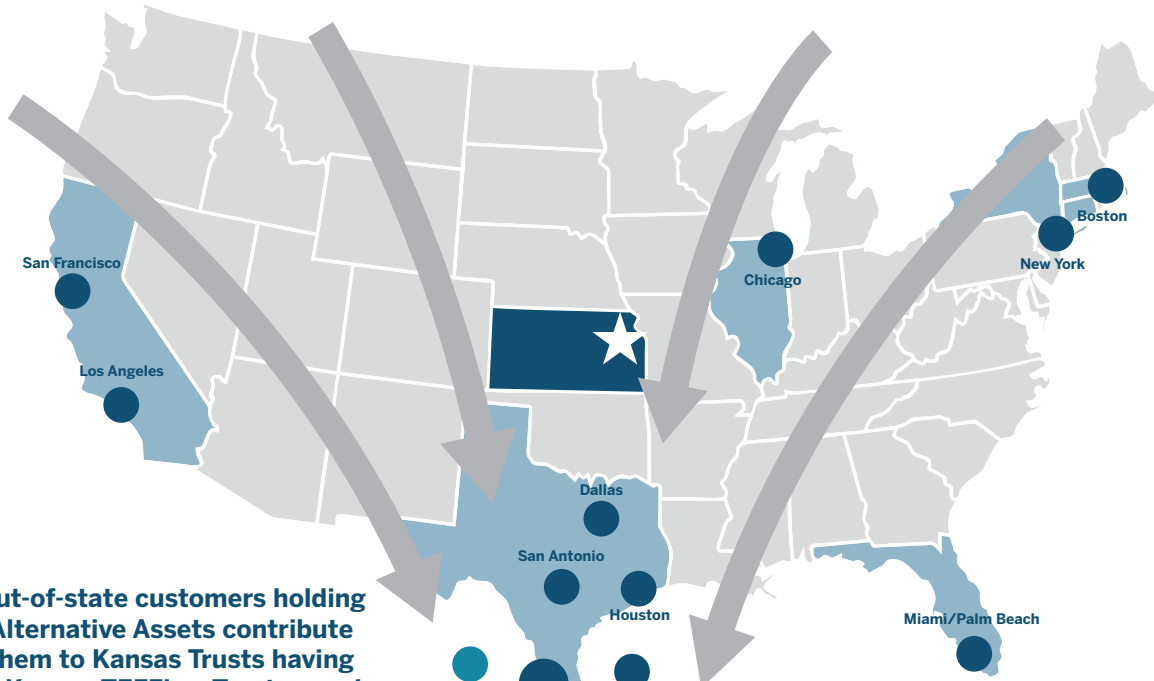 Boston
San Francisco
New York
Chicago
Los Angeles
Dallas
San Antonio
Houston
Miami/Palm Beach
ut-of-state customers holding
Alternative Assets contribute
hem to Kansas Trusts having